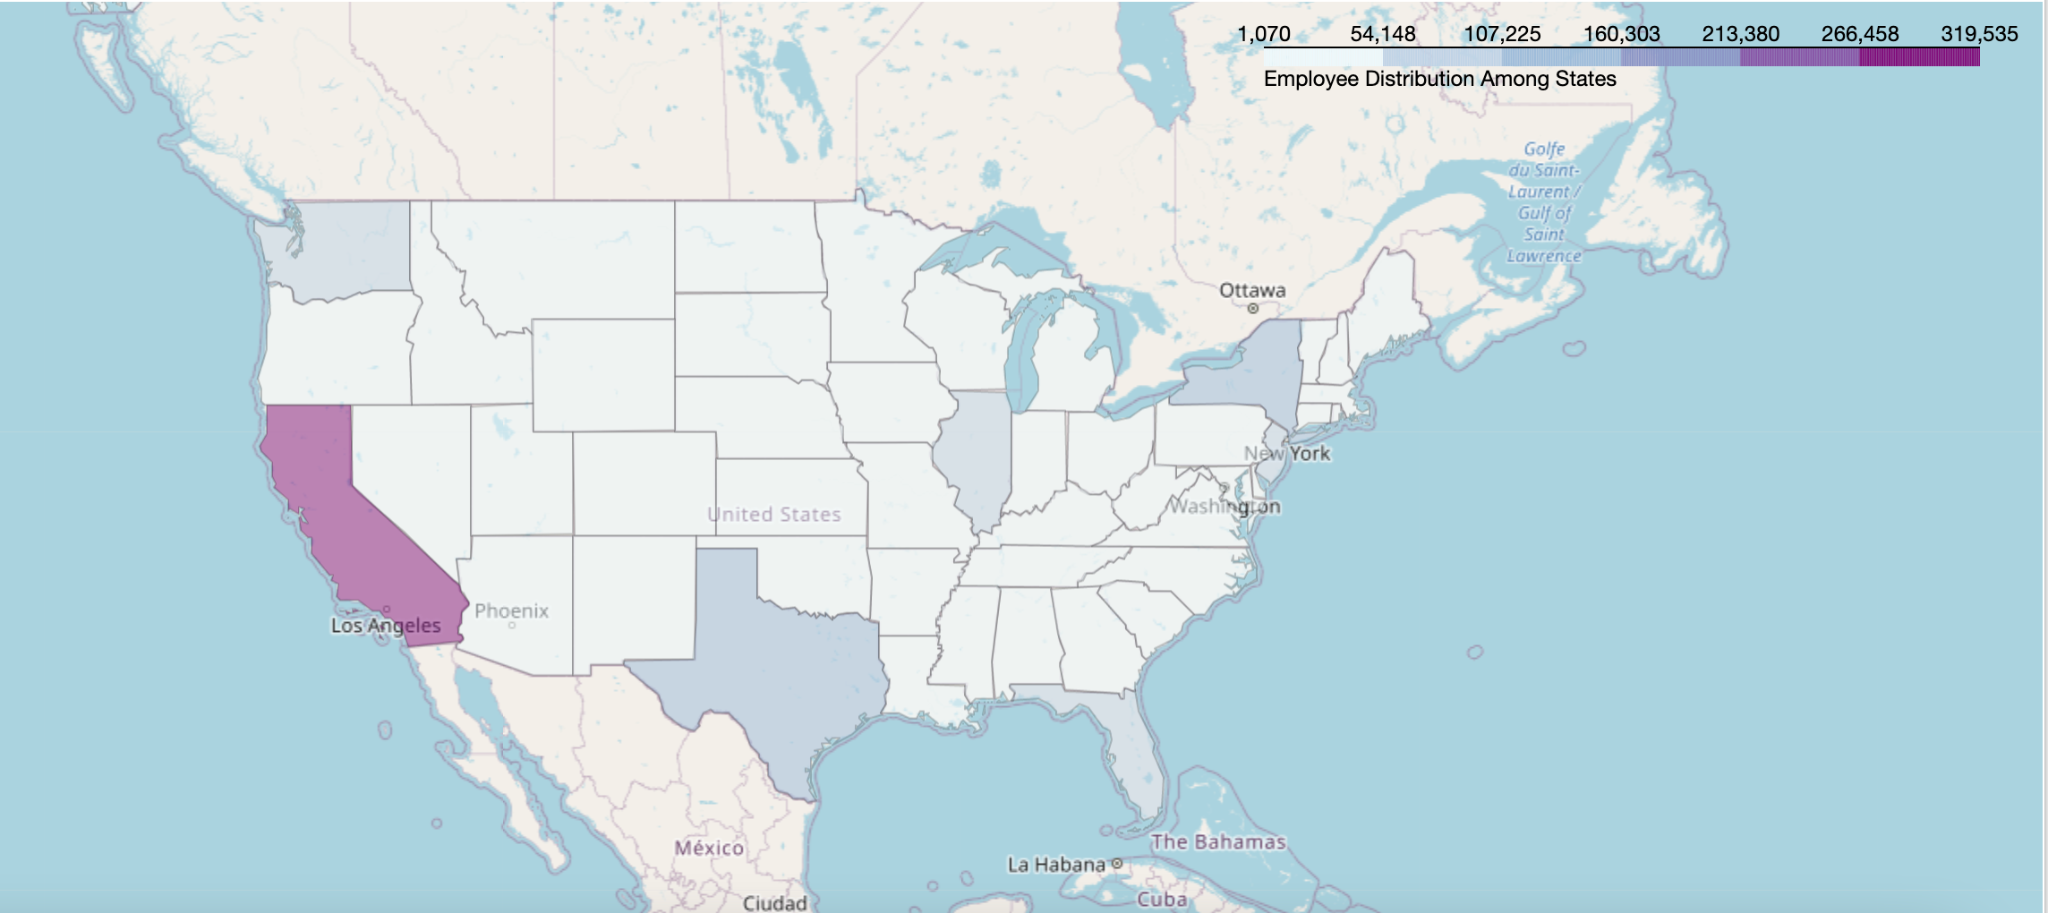 1,070 54,148 107,225 160,303 213,380 266,458 319,535
Employee Distribution Among States
Golfe
du Saint-
Laurent /
Gulf of
Saint
Lawrence
Ottawa
New York
Washington
United States
Phoenix
Los Angeles
México
The Bahamas
La Habana
Cuba
Ciudad